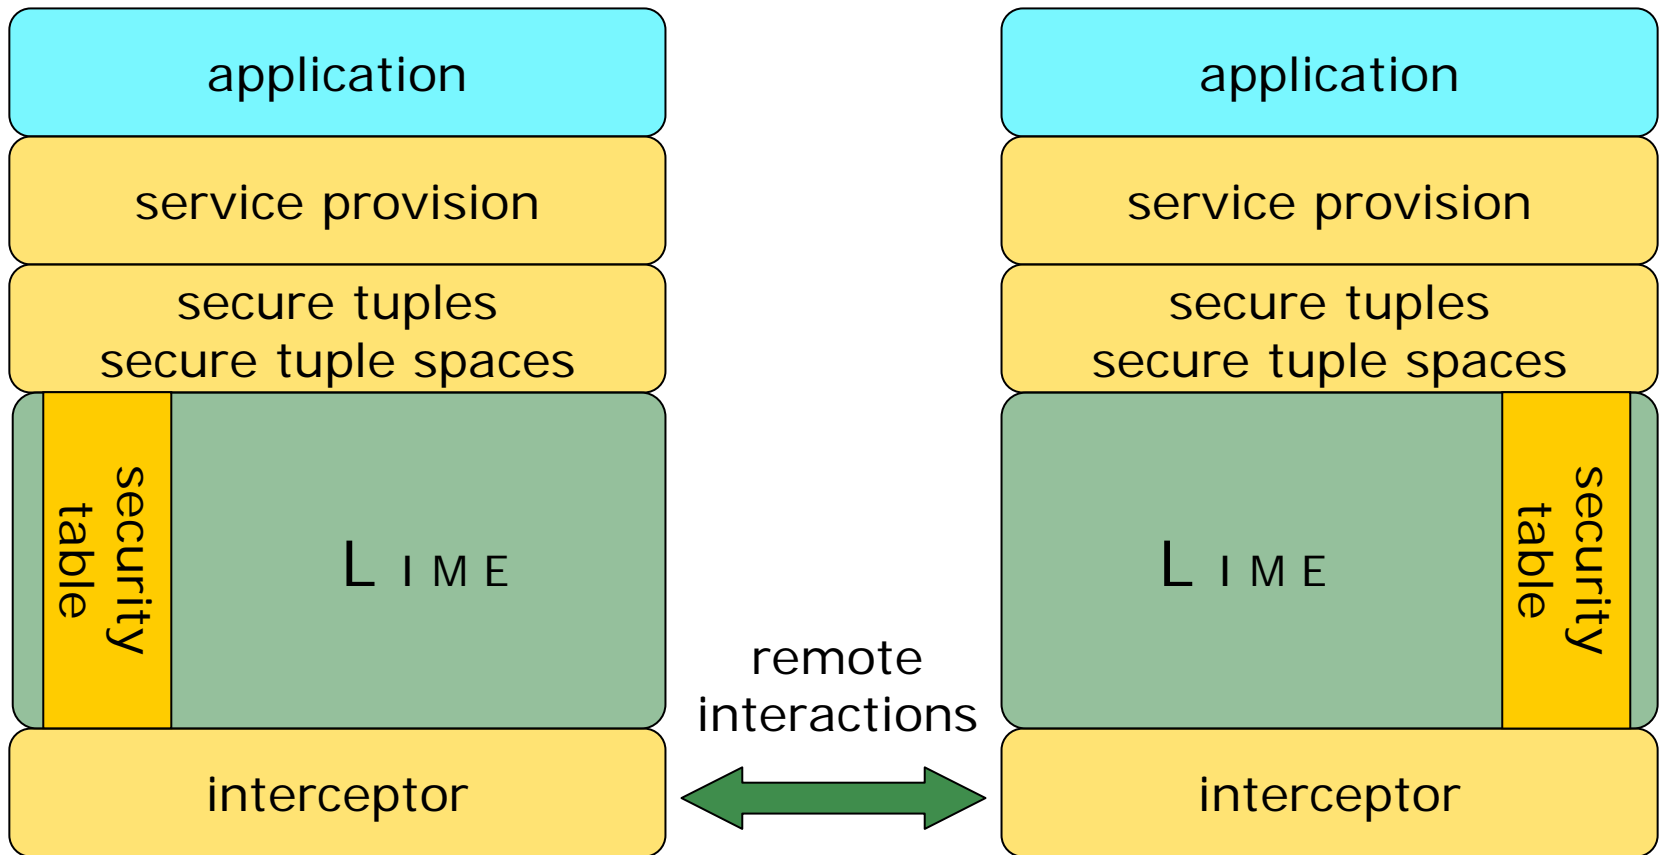 application
service provision
secure tuples
secure tuple spaces
security
table
LIME
interceptor
remote
interactions
application
service provision
secure tuples
secure tuple spaces
LIME
security
table
interceptor